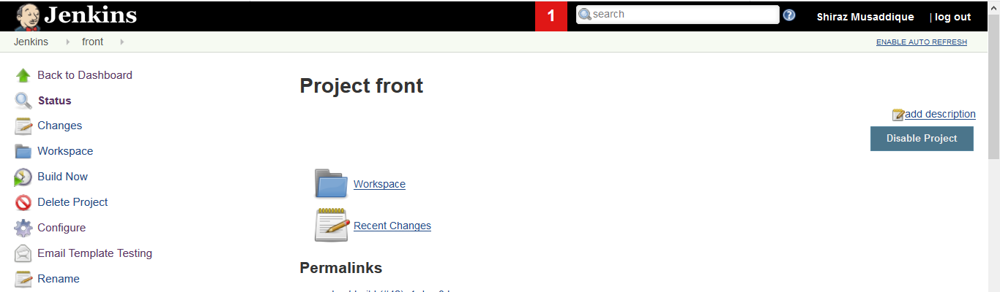 Jenkins
1
search
Shiraz Musaddique | log out
Jenkins front
ENABLE AUTO REFRESH
Back to Dashboard
Status
Changes
Workspace
Build Now
Delete Project
Configure
Email Template Testing
Rename
Project front
add description
Disable Project
Workspace
Recent Changes
Permalinks